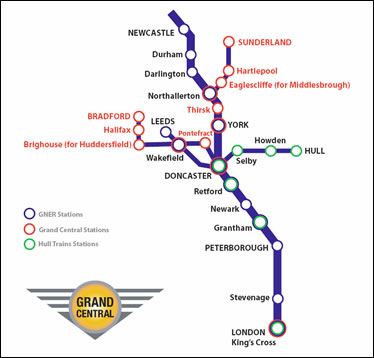 NEWCASTLE
SUNDERLAND
Durham
Hartlepool
Darlington
Eaglescliffe (for Middlesbrough)
Northallerton
Thirsk
BRADFORD
LEEDS
YORK
Halifax
Pontefract
Howden
Brighouse (for Huddersfield)
HULL
Wakefield
Selby
DONCASTER
Retford
Newark
GNER Stations
Grand Central Stations
Grantham
Hull Trains Stations
PETERBOROUGH
Stevenage
GRAND
CENTRAL
LONDON
King's Cross